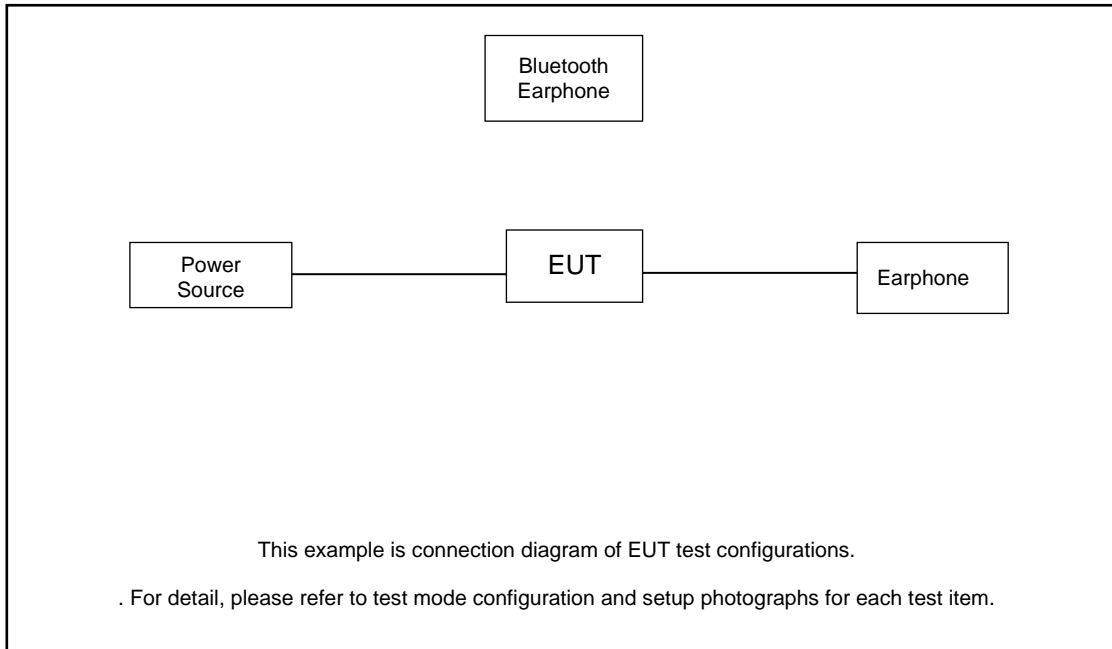 Bluetooth
Earphone
Power
Source
EUT
Earphone
This example is connection diagram of EUT test configurations.
. For detail, please refer to test mode configuration and setup photographs for each test item.